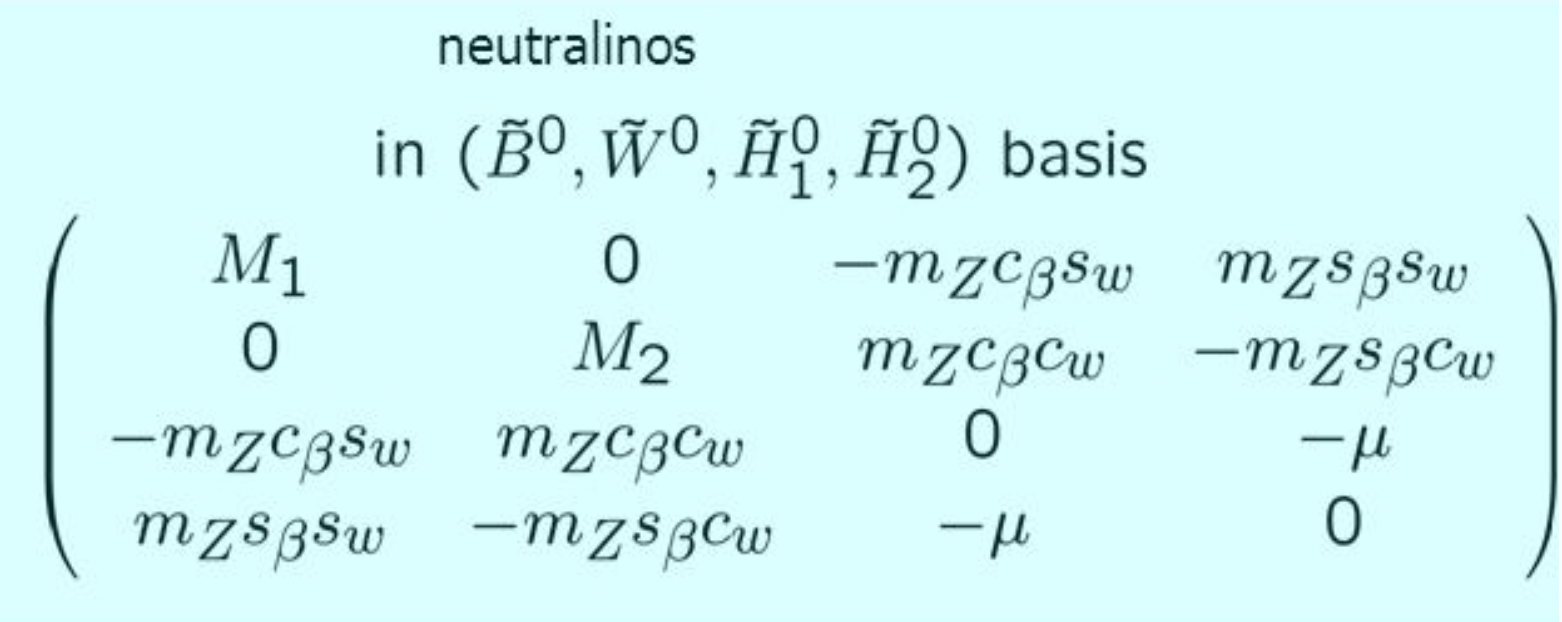 neutralinos
in (B̃⁰, W̃⁰, H̃₁⁰, H̃₂⁰) basis
M₁ 0 −m_Z c_β s_w m_Z s_β s_w
0 M₂ m_Z c_β c_w −m_Z s_β c_w
−m_Z c_β s_w m_Z c_β c_w 0 −μ
m_Z s_β s_w −m_Z s_β c_w −μ 0